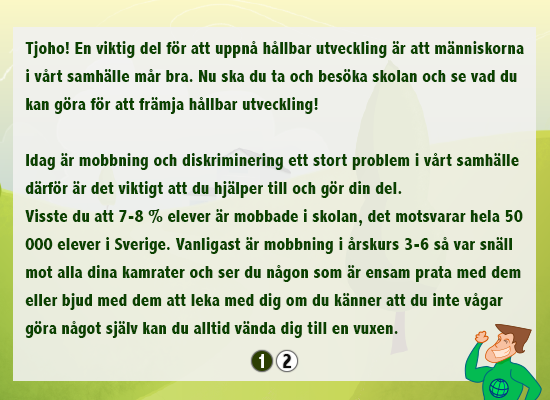 Tjoho! En viktig del för att uppnå hållbar utveckling är att människorna
i vårt samhälle mår bra. Nu ska du ta och besöka skolan och se vad du
kan göra för att främja hållbar utveckling!
Idag är mobbning och diskriminering ett stort problem i vårt samhälle
därför är det viktigt att du hjälper till och gör din del.
Visste du att 7-8 % elever är mobbade i skolan, det motsvarar hela 50
000 elever i Sverige. Vanligast är mobbning i årskurs 3-6 så var snäll
mot alla dina kamrater och ser du någon som är ensam prata med dem
eller bjud med dem att leka med dig om du känner att du inte vågar
göra något själv kan du alltid vända dig till en vuxen.
1 2